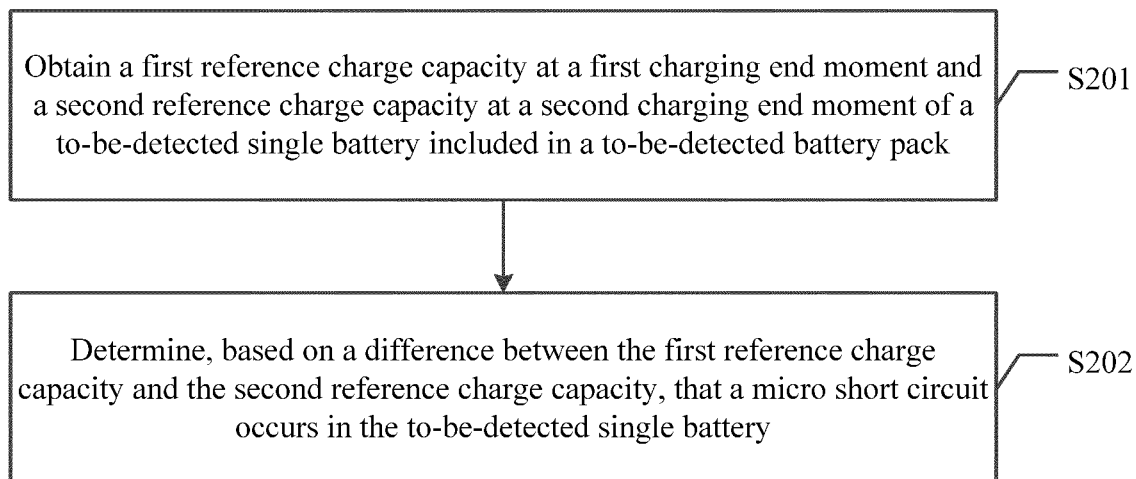 Obtain a first reference charge capacity at a first charging end moment and
a second reference charge capacity at a second charging end moment of a
to-be-detected single battery included in a to-be-detected battery pack
S201
Determine, based on a difference between the first reference charge
capacity and the second reference charge capacity, that a micro short circuit
occurs in the to-be-detected single battery
S202